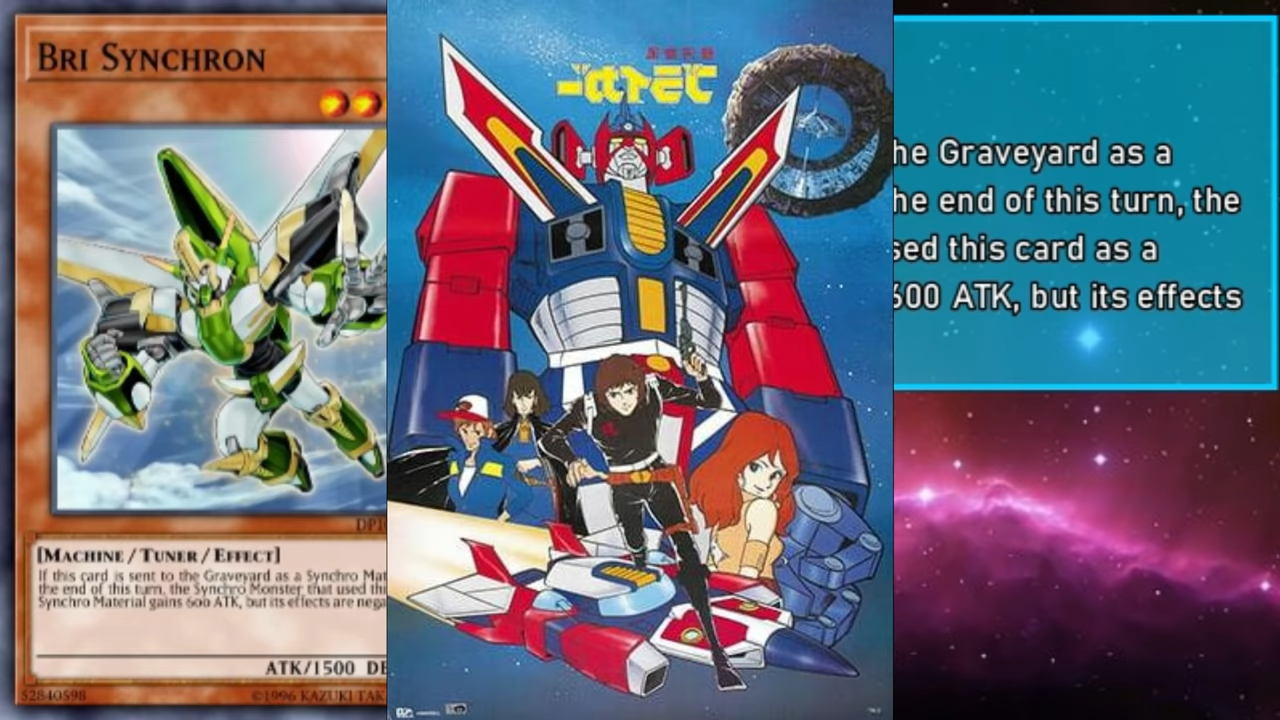 BRI SYNCHRON
DP1
[MACHINE / TUNER / EFFECT]
If this card is sent to the Graveyard as a Synchro Mat
the end of this turn, the Synchro Monster that used thi
Synchro Material gains 600 ATK, but its effects are nega
ATK/1500 DE
52840598
©1996 KAZUKI TAK
he Graveyard as a
he end of this turn, the
sed this card as a
600 ATK, but its effects